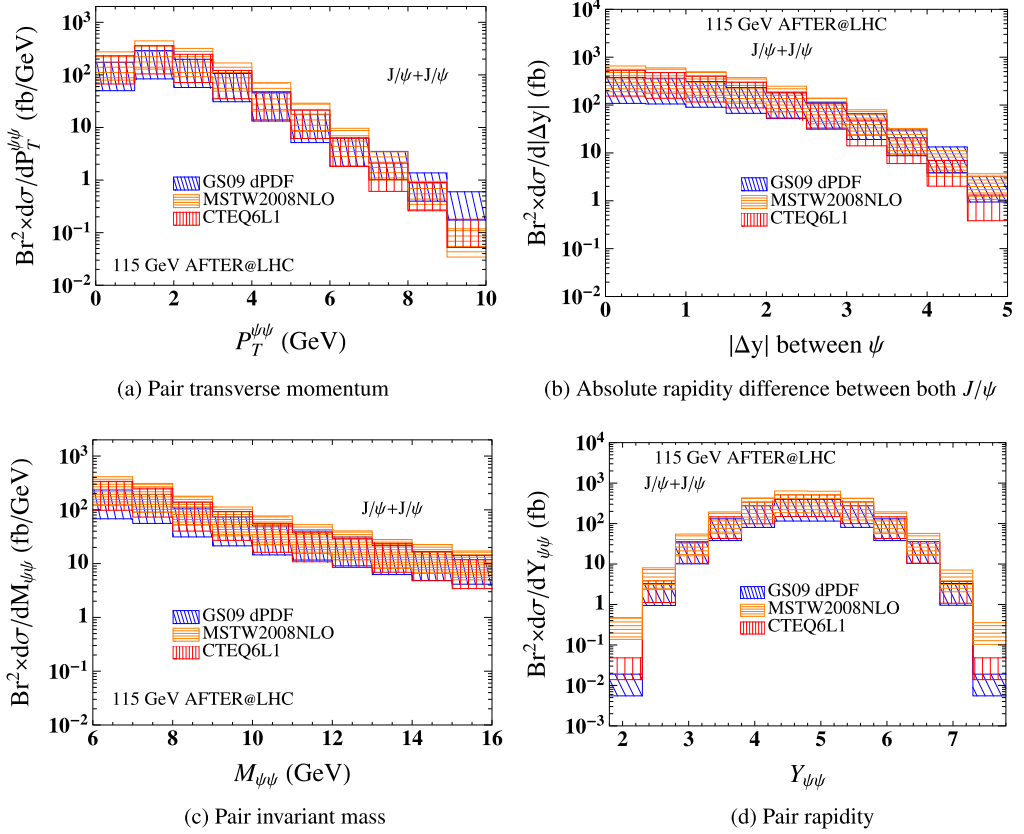 Br²×dσ/dP_T^ψψ (fb/GeV)
10³
10²
10
1
10⁻¹
10⁻²
J/ψ+J/ψ
GS09 dPDF
MSTW2008NLO
CTEQ6L1
115 GeV AFTER@LHC
0 2 4 6 8 10
P_T^ψψ (GeV)
(a) Pair transverse momentum
Br²×dσ/d|Δy| (fb)
10⁴
10³
10²
10
1
10⁻¹
10⁻²
115 GeV AFTER@LHC
J/ψ+J/ψ
GS09 dPDF
MSTW2008NLO
CTEQ6L1
0 1 2 3 4 5
|Δy| between ψ
(b) Absolute rapidity difference between both J/ψ
Br²×dσ/dM_ψψ (fb/GeV)
10³
10²
10
1
10⁻¹
10⁻²
J/ψ+J/ψ
GS09 dPDF
MSTW2008NLO
CTEQ6L1
115 GeV AFTER@LHC
6 8 10 12 14 16
M_ψψ (GeV)
(c) Pair invariant mass
Br²×dσ/dY_ψψ (fb)
10⁴
10³
10²
10
1
10⁻¹
10⁻²
10⁻³
115 GeV AFTER@LHC
J/ψ+J/ψ
GS09 dPDF
MSTW2008NLO
CTEQ6L1
2 3 4 5 6 7
Y_ψψ
(d) Pair rapidity